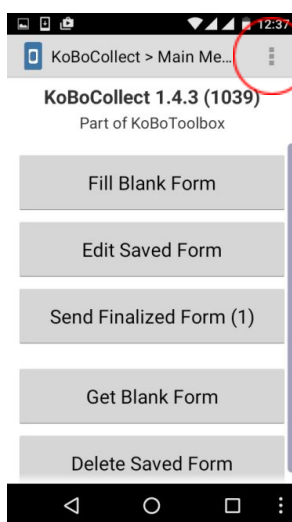 12:37
KoBoCollect > Main Me...
KoBoCollect 1.4.3 (1039)
Part of KoBoToolbox
Fill Blank Form
Edit Saved Form
Send Finalized Form (1)
Get Blank Form
Delete Saved Form